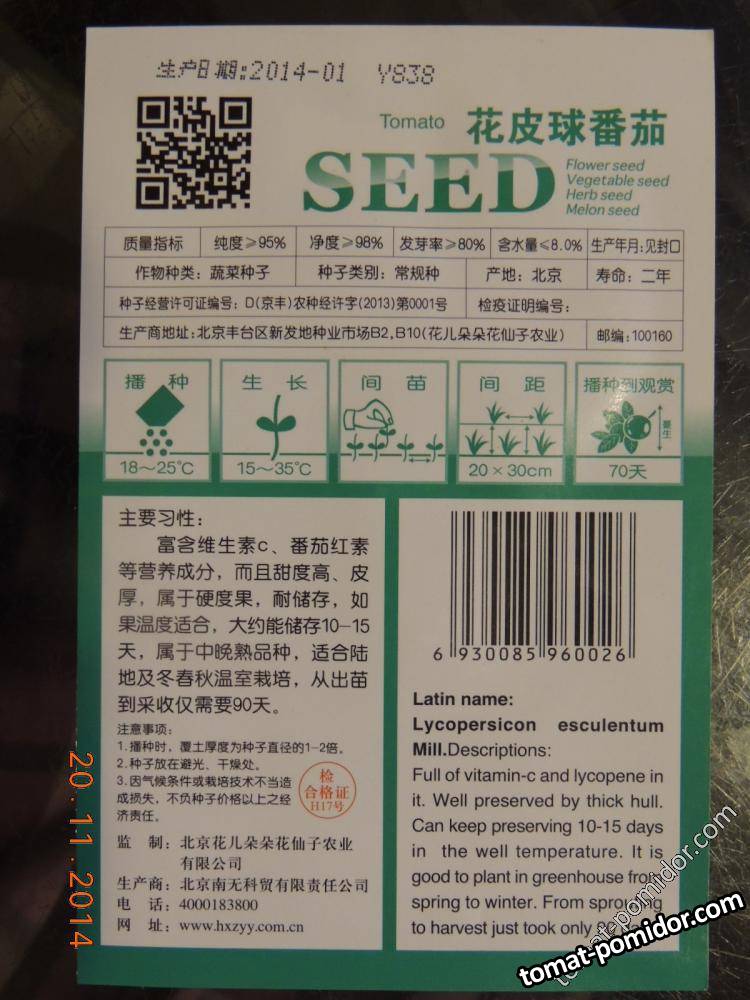 生产日期:2014-01 Y838
Tomato 花皮球番茄
SEED
Flower seed
Vegetable seed
Herb seed
Melon seed
质量指标 纯度≥95% 净度≥98% 发芽率≥80% 含水量≤8.0% 生产年月:见封口
作物种类：蔬菜种子 种子类别：常规种 产地：北京 寿命：二年
种子经营许可证编号：D(京丰)农种经许字(2013)第0001号 检疫证明编号：
生产商地址:北京丰台区新发地种业市场B2,B10(花儿朵朵花仙子农业) 邮编:100160
播种 生长 间苗 间距 播种到观赏
18～25℃ 15～35℃ 20×30cm 70天
主要习性：
富含维生素c、番茄红素
等营养成分，而且甜度高、皮
厚，属于硬度果，耐储存，如
果温度适合，大约能储存10-15
天，属于中晚熟品种，适合陆
地及冬春秋温室栽培，从出苗
到采收仅需要90天。
注意事项：
1.播种时，覆土厚度为种子直径的1-2倍。
2.种子放在避光、干燥处。
3.因气候条件或栽培技术不当造
成损失，不负种子价格以上之经
济责任。
检
合格证
H17号
监 制：北京花儿朵朵花仙子农业
有限公司
生产商：北京南无科贸有限责任公司
电 话：4000183800
网 址：www.hxzyy.com.cn
6 930085 960026
Latin name:
Lycopersicon esculentum
Mill.Descriptions:
Full of vitamin-c and lycopene in
it. Well preserved by thick hull.
Can keep preserving 10-15 days
in the well temperature. It is
good to plant in greenhouse from
spring to winter. From sprouting
to harvest just took only
20.11.2014
tomat-pomidor.com
tomat-pomidor.com